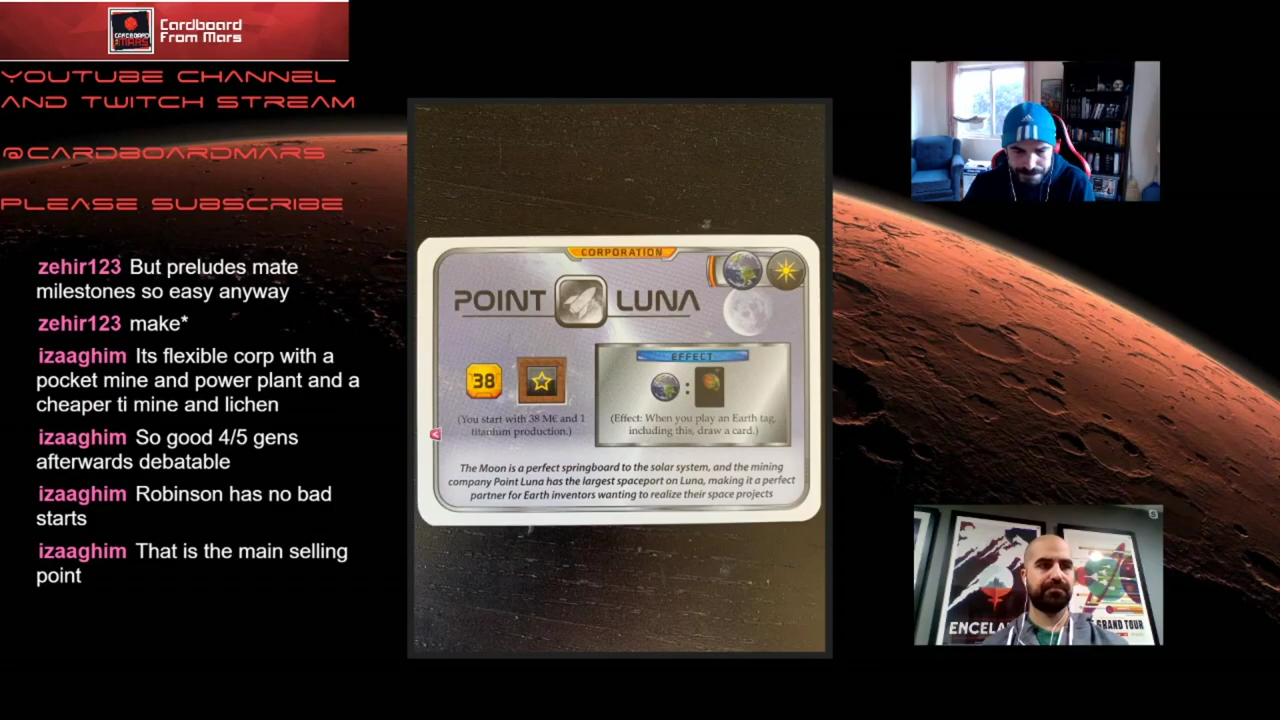 Cardboard
From Mars
CARDBOARD
FROM MARS
YOUTUBE CHANNEL
AND TWITCH STREAM
@CARDBOARDMARS
PLEASE SUBSCRIBE
zehir123 But preludes mate
milestones so easy anyway
zehir123 make*
izaaghim Its flexible corp with a
pocket mine and power plant and a
cheaper ti mine and lichen
izaaghim So good 4/5 gens
afterwards debatable
izaaghim Robinson has no bad
starts
izaaghim That is the main selling
point
CORPORATION
POINT LUNA
38
EFFECT
:
(You start with 38 M€ and 1
titanium production.)
(Effect: When you play an Earth tag,
including this, draw a card.)
The Moon is a perfect springboard to the solar system, and the mining
company Point Luna has the largest spaceport on Luna, making it a perfect
partner for Earth inventors wanting to realize their space projects
ENCELA
GRAND TOUR